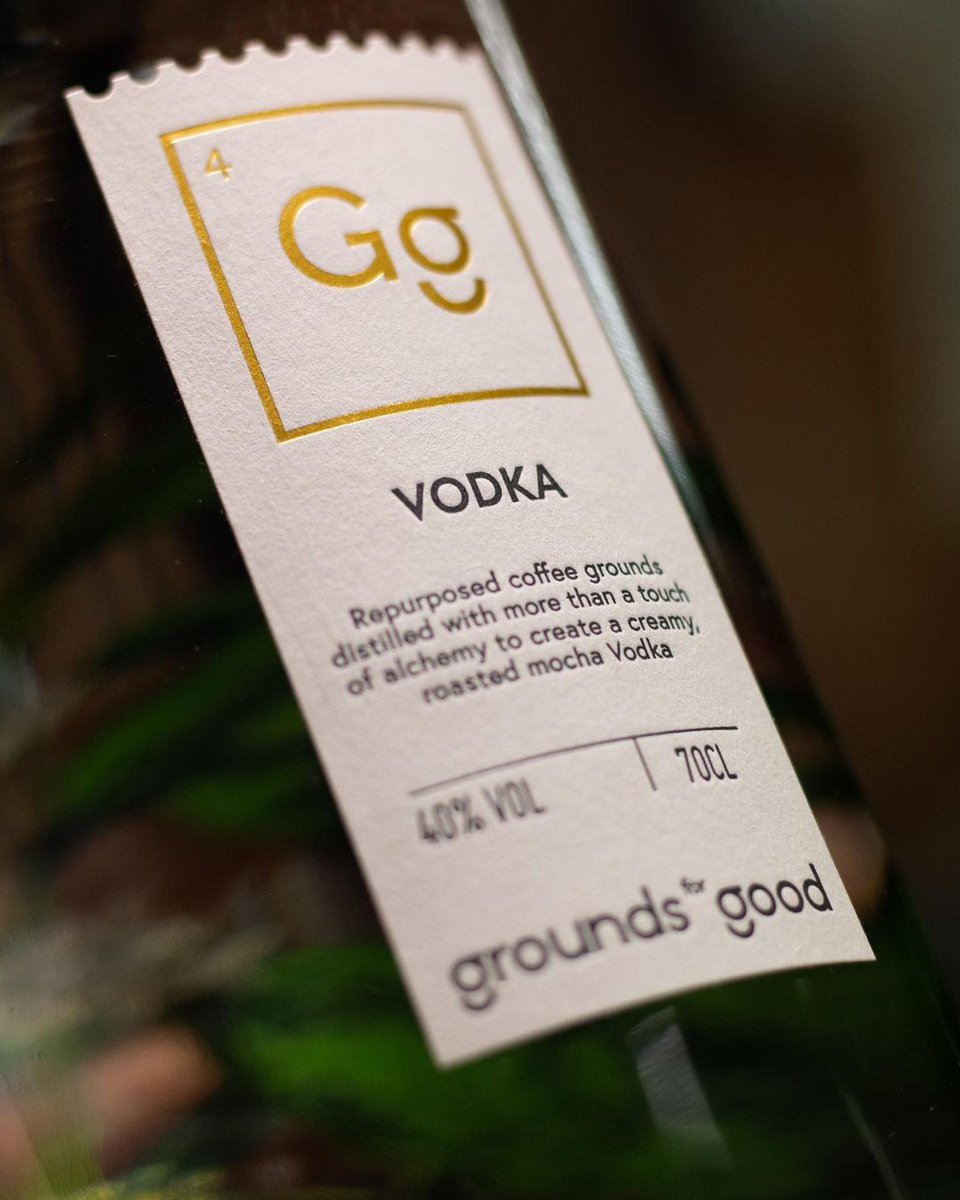 4
Gg
VODKA
Repurposed coffee grounds
distilled with more than a touch
of alchemy to create a creamy,
roasted mocha Vodka
40% VOL 70CL
grounds for good